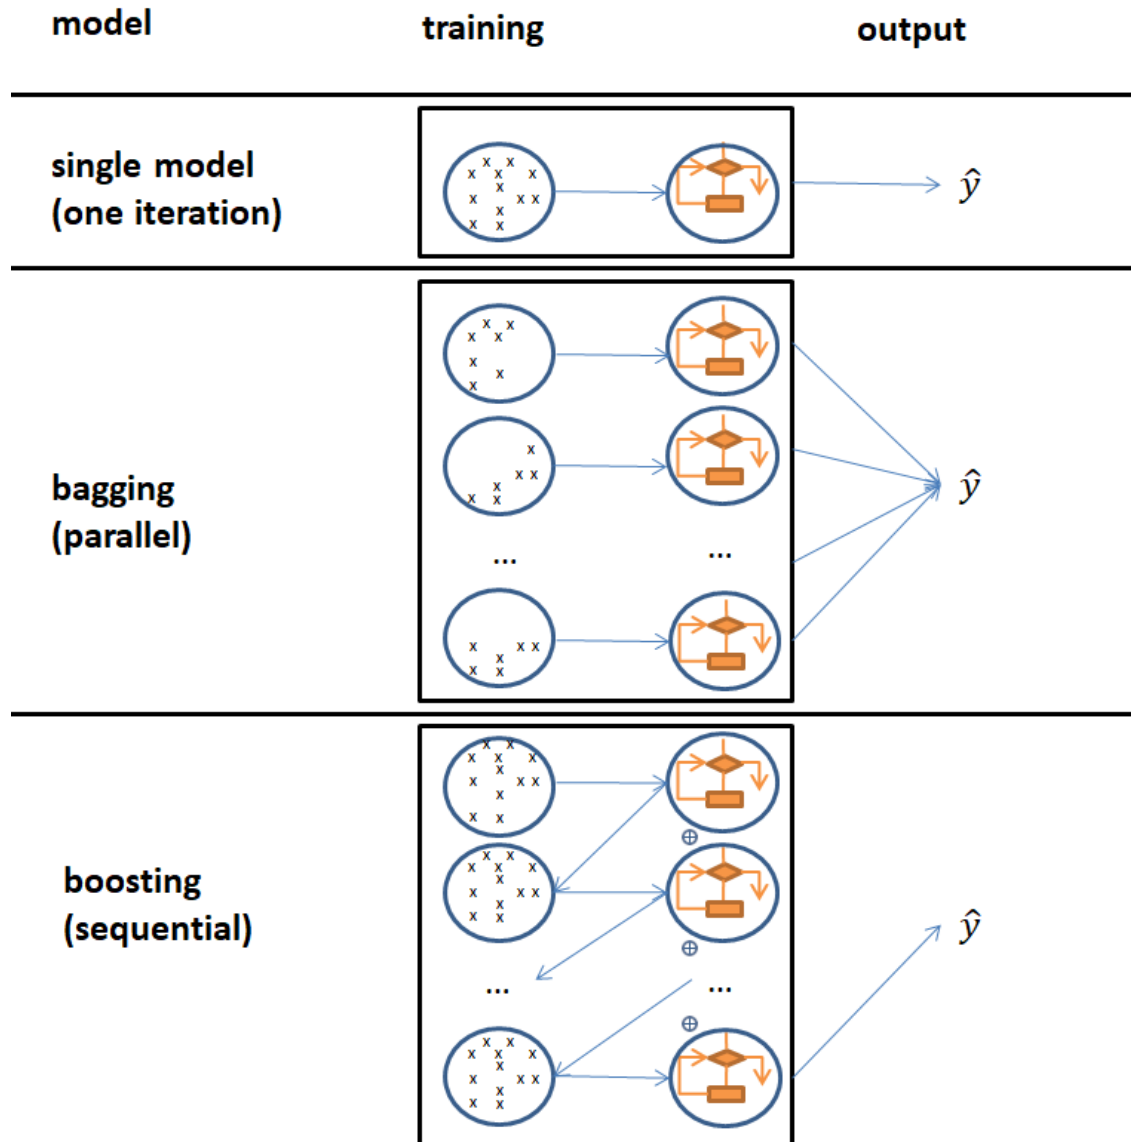 model training output
single model
(one iteration)
ŷ
bagging
(parallel)
... ...
ŷ
boosting
(sequential)
⊕
⊕
ŷ
... ...
⊕